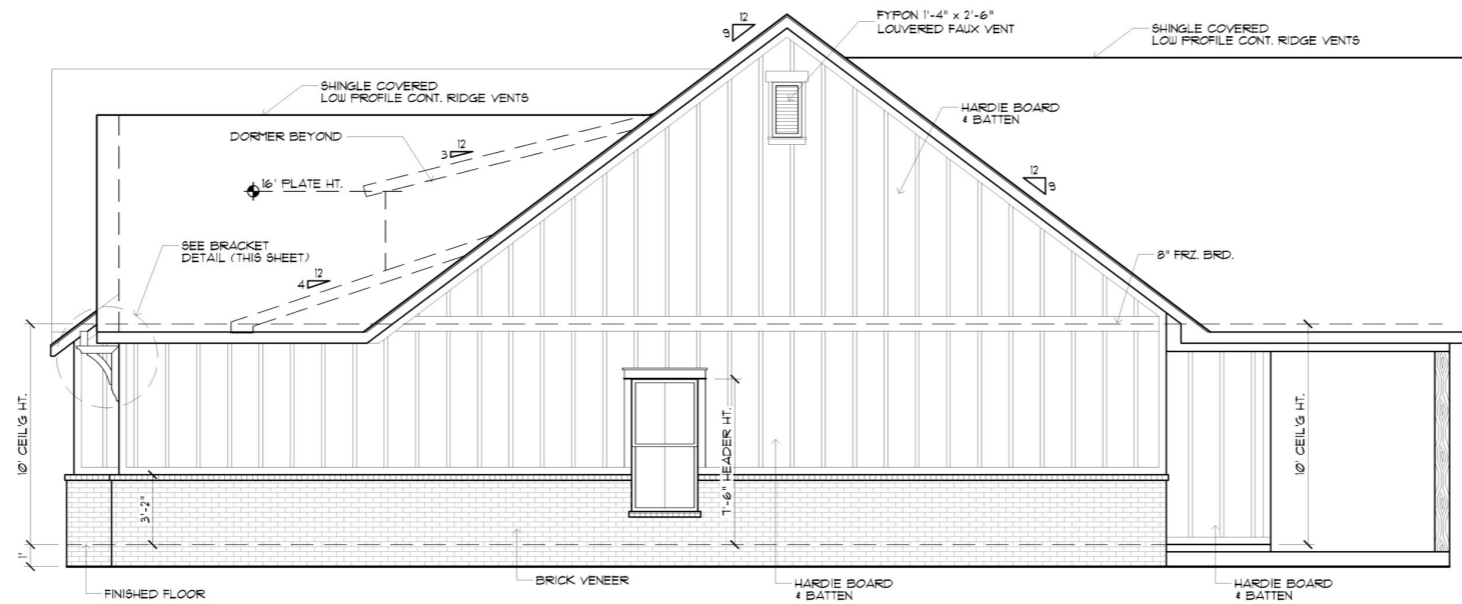 12
9
FYPON 1'-4" x 2'-6"
LOUVERED FAUX VENT
SHINGLE COVERED
LOW PROFILE CONT. RIDGE VENTS
SHINGLE COVERED
LOW PROFILE CONT. RIDGE VENTS
HARDIE BOARD
& BATTEN
DORMER BEYOND
12
3
16' PLATE HT.
12
9
SEE BRACKET
DETAIL (THIS SHEET)
8" FRZ. BRD.
12
4
10' CEIL'G HT.
3'-2"
7'-6" HEADER HT.
10' CEIL'G HT.
1'
FINISHED FLOOR
BRICK VENEER
HARDIE BOARD
& BATTEN
HARDIE BOARD
& BATTEN